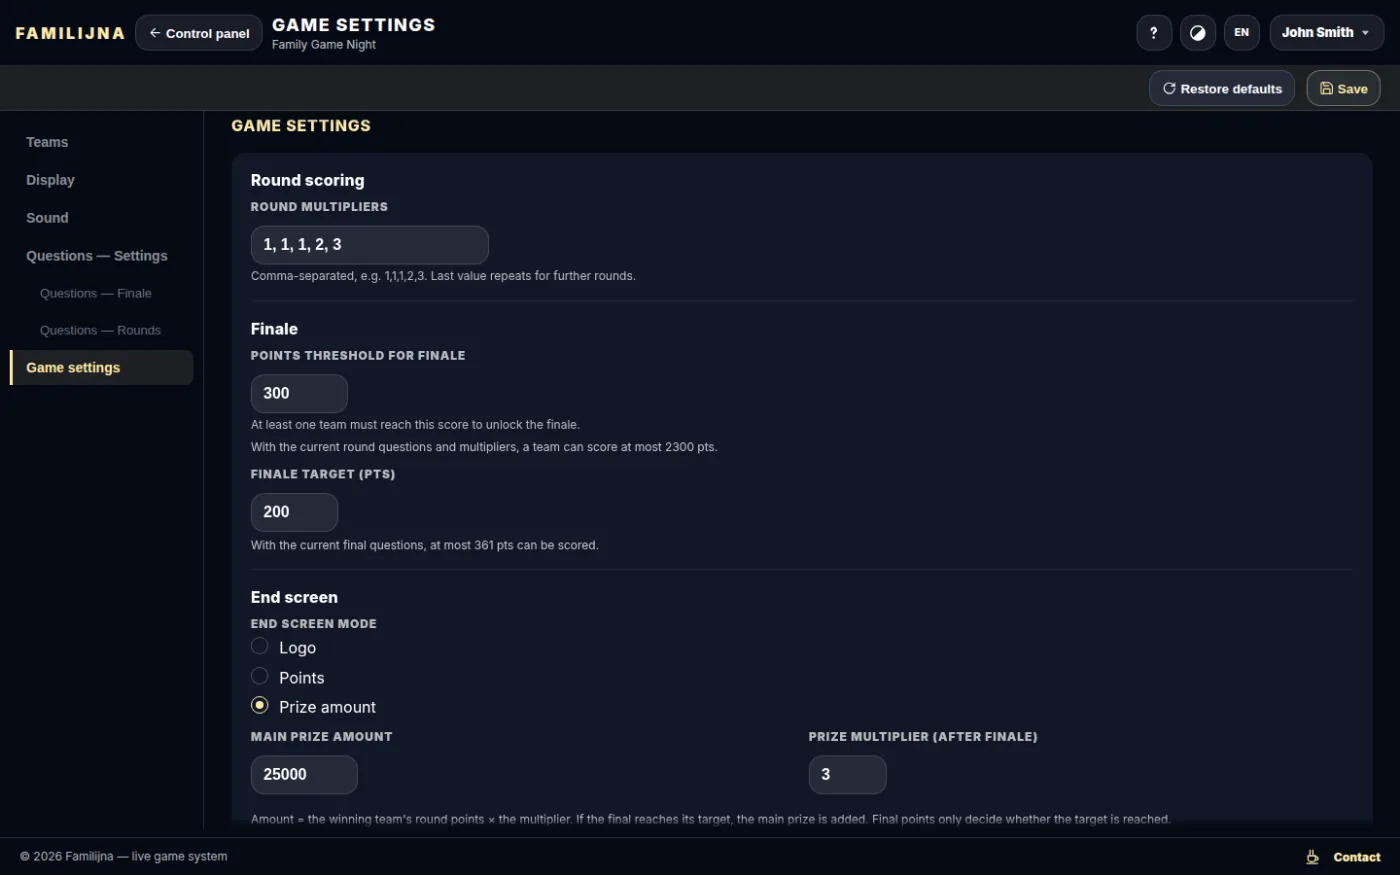 FAMILIJNA
← Control panel
GAME SETTINGS
Family Game Night
?
EN
John Smith
Restore defaults
Save
Teams
Display
Sound
Questions — Settings
Questions — Finale
Questions — Rounds
Game settings
GAME SETTINGS
Round scoring
ROUND MULTIPLIERS
1, 1, 1, 2, 3
Comma-separated, e.g. 1,1,1,2,3. Last value repeats for further rounds.
Finale
POINTS THRESHOLD FOR FINALE
300
At least one team must reach this score to unlock the finale.
With the current round questions and multipliers, a team can score at most 2300 pts.
FINALE TARGET (PTS)
200
With the current final questions, at most 361 pts can be scored.
End screen
END SCREEN MODE
Logo
Points
Prize amount
MAIN PRIZE AMOUNT
25000
PRIZE MULTIPLIER (AFTER FINALE)
3
Amount = the winning team's round points × the multiplier. If the final reaches its target, the main prize is added. Final points only decide whether the target is reached.
© 2026 Familijna — live game system
Contact